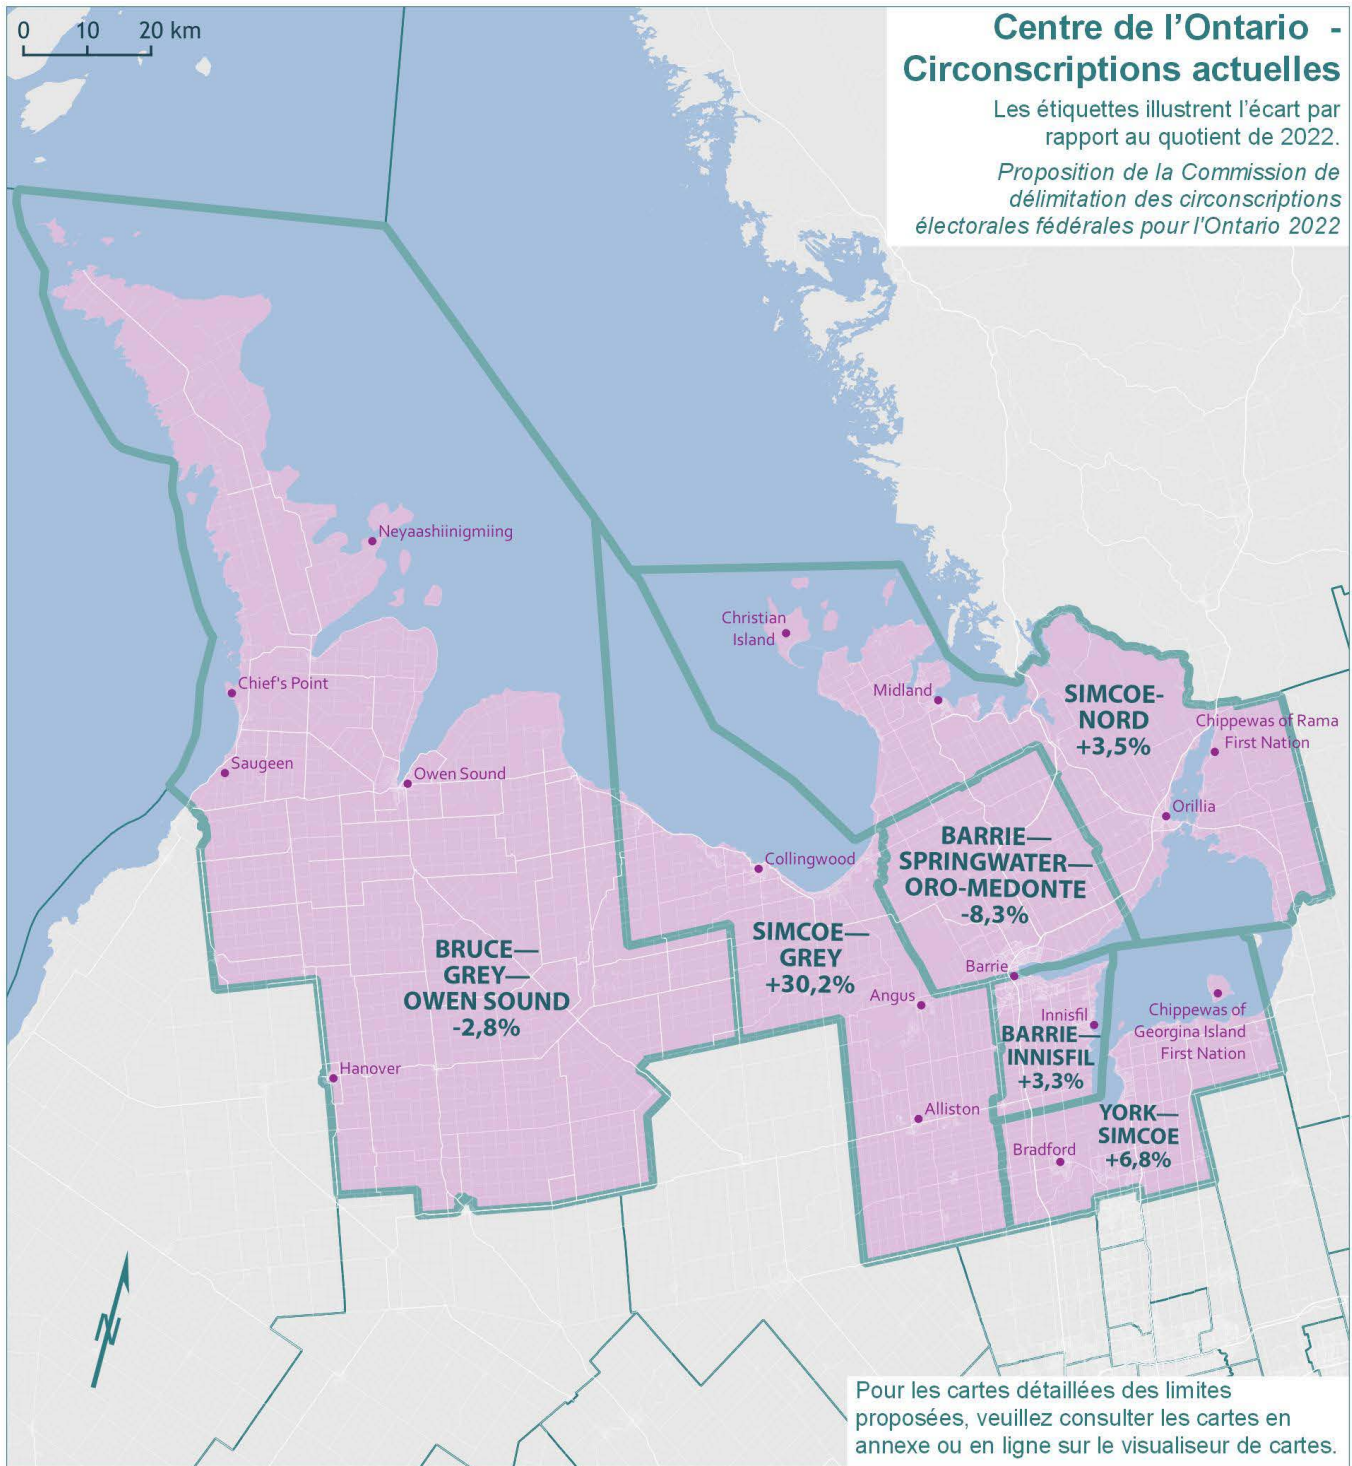 0 10 20 km
Centre de l'Ontario -
Circonscriptions actuelles
Les étiquettes illustrent l'écart par
rapport au quotient de 2022.
Proposition de la Commission de
délimitation des circonscriptions
électorales fédérales pour l'Ontario 2022
Neyaashiinigmiing
Christian
Island
Chief's Point
Midland
SIMCOE-
NORD
+3,5%
Chippewas of Rama
First Nation
Saugeen
Owen Sound
Orillia
Collingwood
BARRIE—
SPRINGWATER—
ORO-MEDONTE
-8,3%
BRUCE—
GREY—
OWEN SOUND
-2,8%
SIMCOE—
GREY
+30,2%
Barrie
Angus
Innisfil
BARRIE—
INNISFIL
+3,3%
Chippewas of
Georgina Island
First Nation
Hanover
Alliston
YORK—
SIMCOE
+6,8%
Bradford
N
Pour les cartes détaillées des limites
proposées, veuillez consulter les cartes en
annexe ou en ligne sur le visualiseur de cartes.